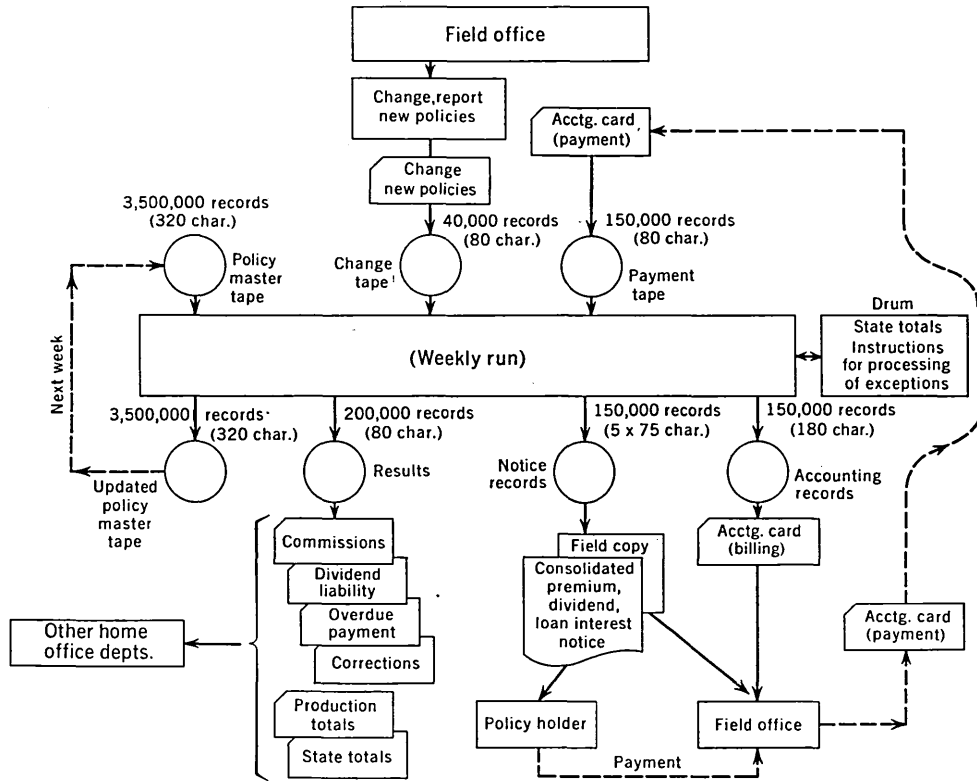 Field office
Change, report
new policies
Acctg. card
(payment)
Change
new policies
3,500,000 records
(320 char.)
40,000 records
(80 char.)
150,000 records
(80 char.)
Policy
master
tape
Change
tape
Payment
tape
Drum
State totals
Instructions
for processing
of exceptions
(Weekly run)
Next week
3,500,000 records
(320 char.)
200,000 records
(80 char.)
150,000 records
(5 x 75 char.)
150,000 records
(180 char.)
Updated
policy
master
tape
Results
Notice
records
Accounting
records
Commissions
Dividend
liability
Overdue
payment
Corrections
Production
totals
State totals
Other home
office depts.
Field copy
Consolidated
premium,
dividend,
loan interest
notice
Acctg. card
(billing)
Acctg. card
(payment)
Policy holder
Field office
Payment